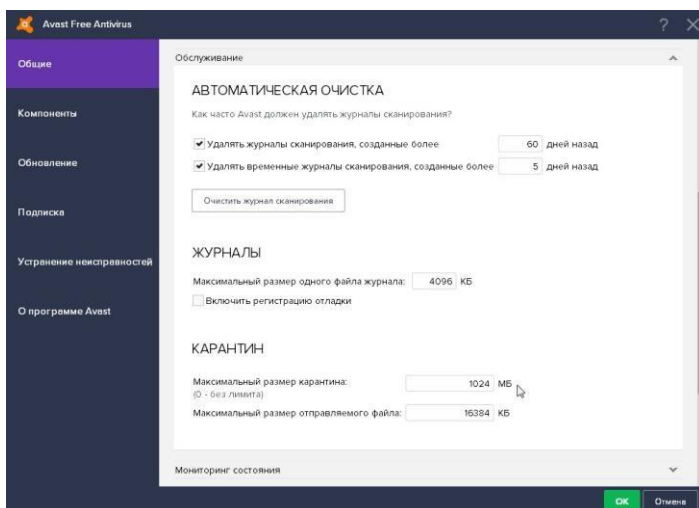 Avast Free Antivirus
?
Общие
Компоненты
Обновление
Подписка
Устранение неисправностей
О программе Avast
Обслуживание
АВТОМАТИЧЕСКАЯ ОЧИСТКА
Как часто Avast должен удалять журналы сканирования?
Удалять журналы сканирования, созданные более 60 дней назад
Удалять временные журналы сканирования, созданные более 5 дней назад
Очистить журнал сканирования
ЖУРНАЛЫ
Максимальный размер одного файла журнала: 4096 КБ
Включить регистрацию отладки
КАРАНТИН
Максимальный размер карантина: 1024 МБ
(0 - без лимита)
Максимальный размер отправляемого файла: 16384 КБ
Мониторинг состояния
ОК Отмена